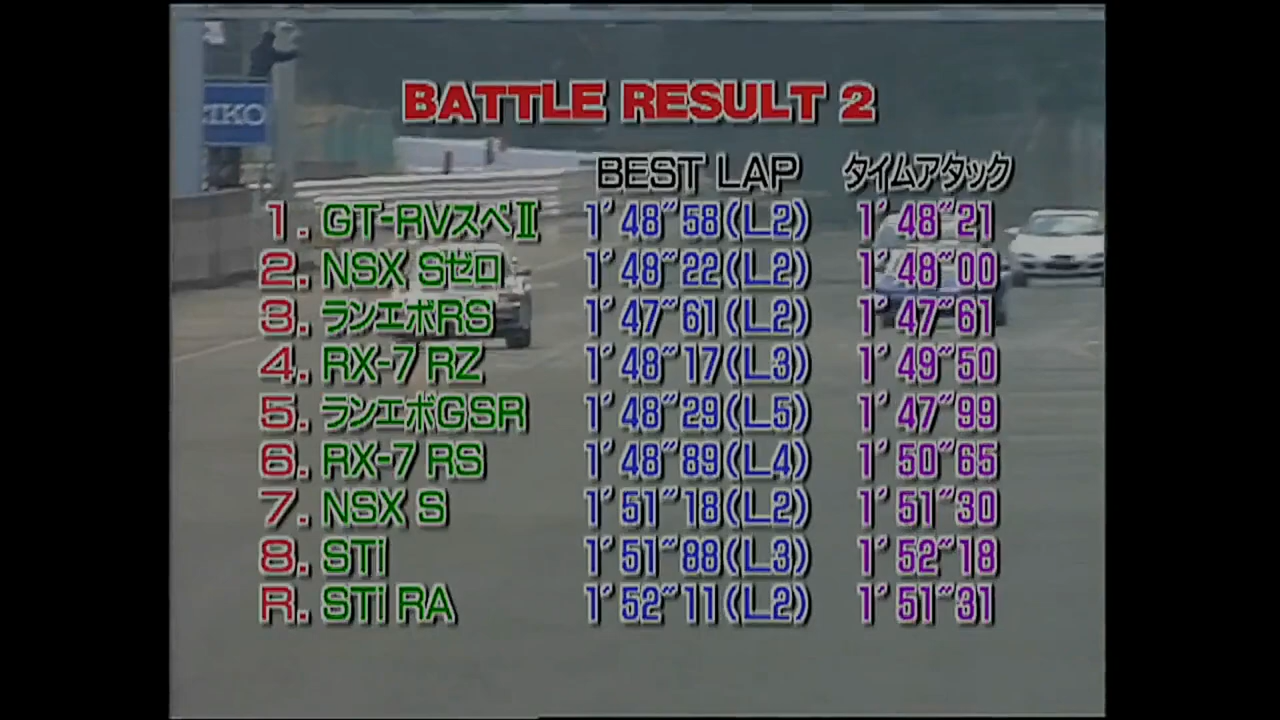 BATTLE RESULT 2
BEST LAP タイムアタック
1. GT-RVスペⅡ 1'48"58(L2) 1'48"21
2. NSX Sゼロ 1'48"22(L2) 1'48"00
3. ランエボRS 1'47"61(L2) 1'47"61
4. RX-7 RZ 1'48"17(L3) 1'49"50
5. ランエボGSR 1'48"29(L5) 1'47"99
6. RX-7 RS 1'48"89(L4) 1'50"65
7. NSX S 1'51"18(L2) 1'51"30
8. STi 1'51"88(L3) 1'52"18
R. STi RA 1'52"11(L2) 1'51"31
EIKO